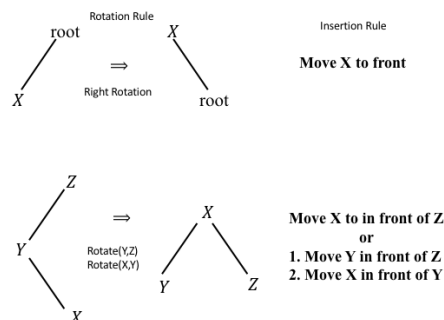 Rotation Rule
Insertion Rule
root
X
⇒
Move X to front
X
Right Rotation
root
Z
Y
⇒
X
Move X to in front of Z
or
Rotate(Y,Z)
Rotate(X,Y)
1. Move Y in front of Z
2. Move X in front of Y
Y
Z
X